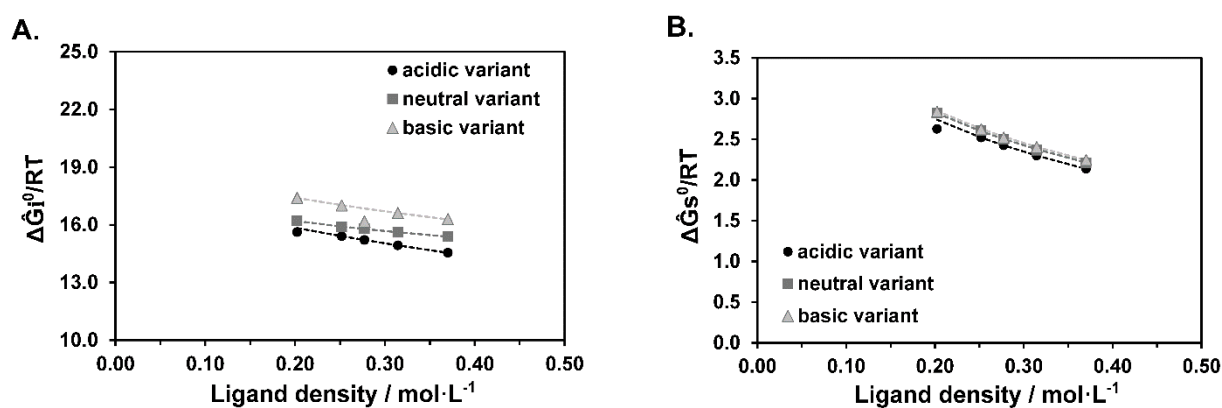 A.
25.0
22.0
19.0
16.0
13.0
10.0
ΔĜi⁰/RT
acidic variant
neutral variant
basic variant
0.00 0.10 0.20 0.30 0.40 0.50
Ligand density / mol·L⁻¹
B.
3.5
3.0
2.5
2.0
1.5
1.0
0.5
0.0
ΔĜs⁰/RT
acidic variant
neutral variant
basic variant
0.00 0.10 0.20 0.30 0.40 0.50
Ligand density / mol·L⁻¹